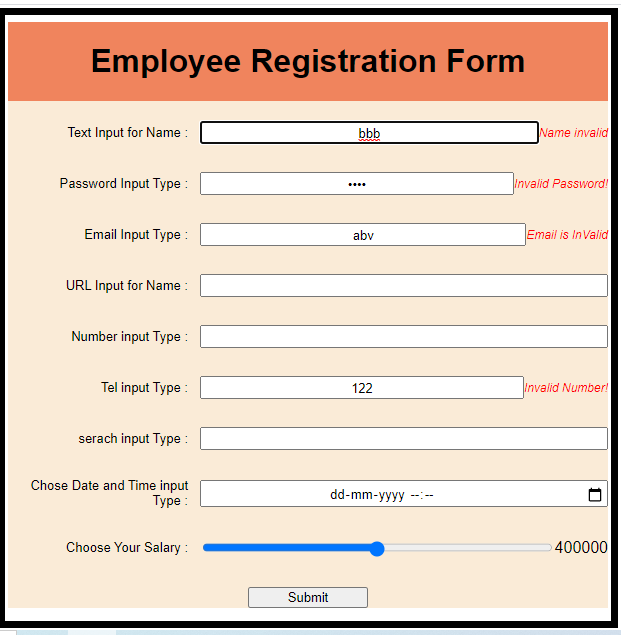 Employee Registration Form
Text Input for Name : bbb Name invalid
Password Input Type : •••• Invalid Password!
Email Input Type : abv Email is InValid
URL Input for Name :
Number input Type :
Tel input Type : 122 Invalid Number!
serach input Type :
Chose Date and Time input
Type : dd-mm-yyyy --:--
Choose Your Salary : 400000
Submit